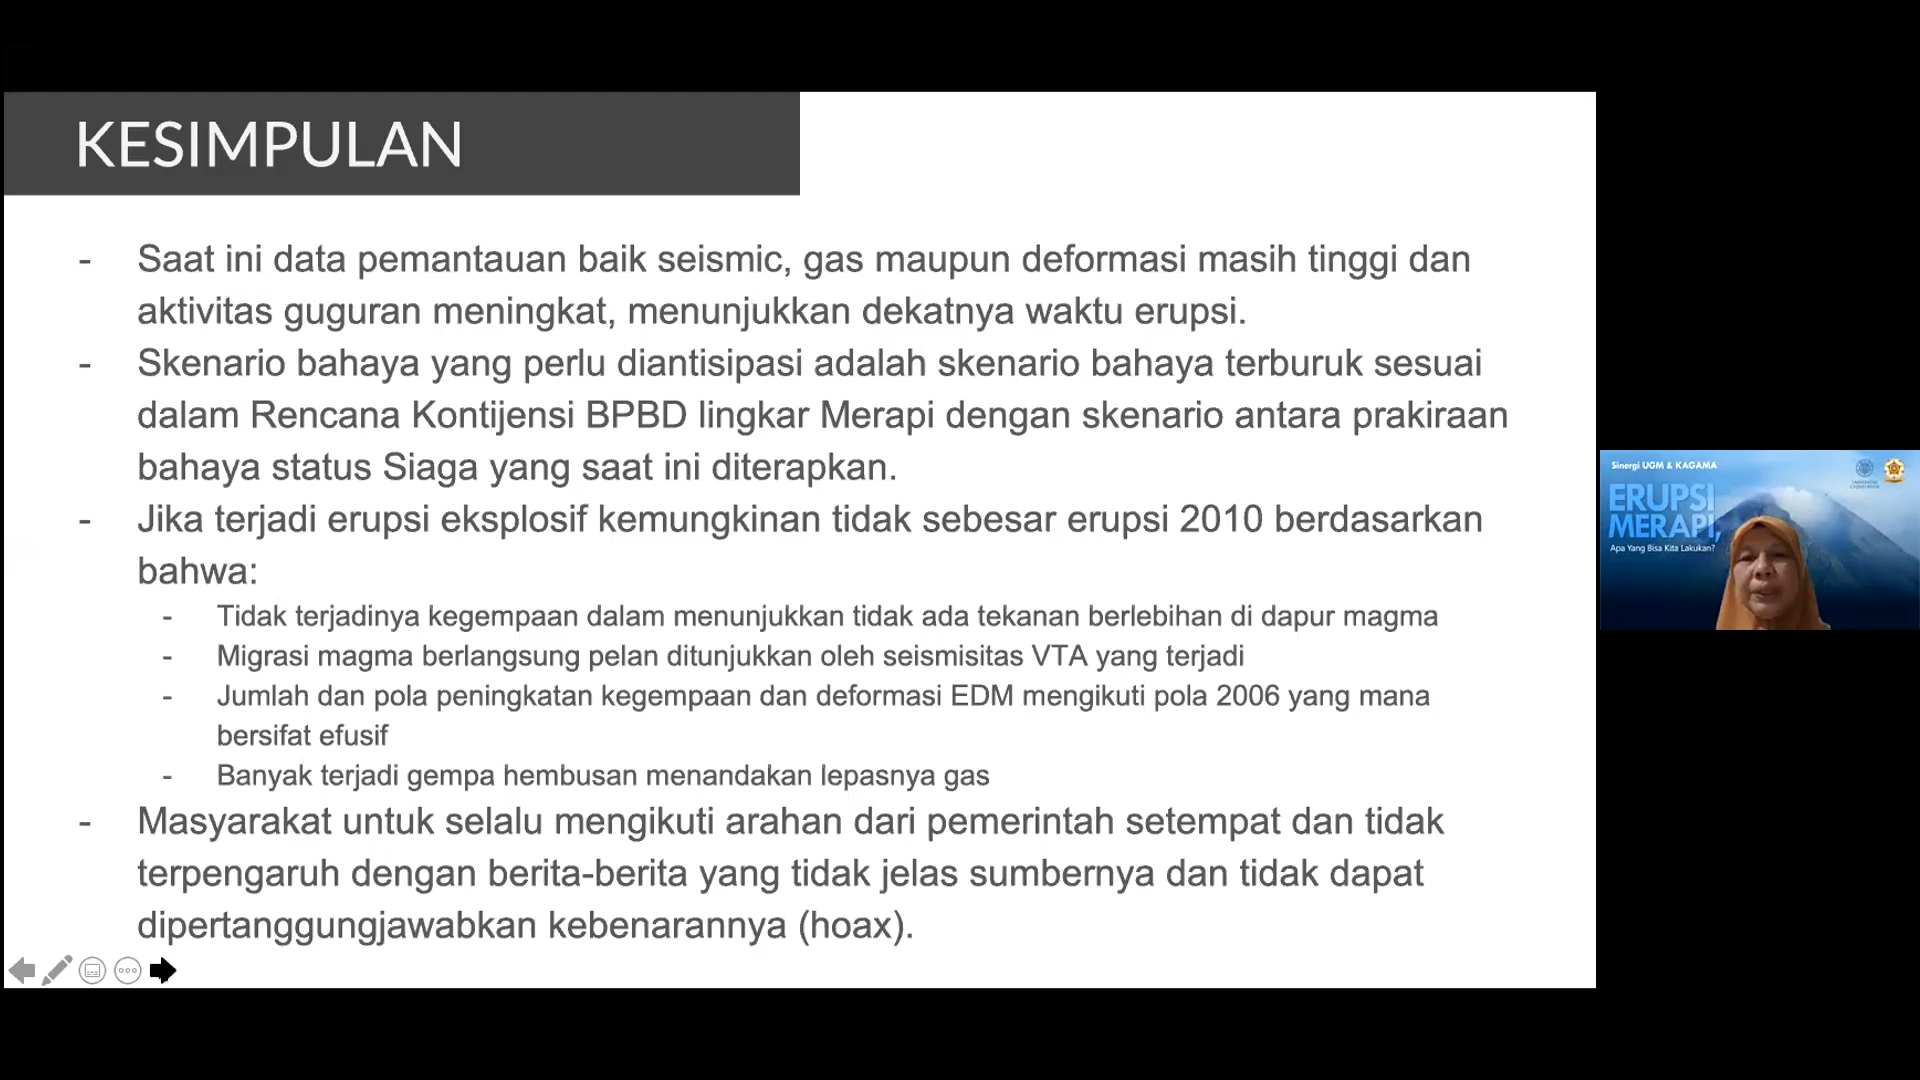 KESIMPULAN
- Saat ini data pemantauan baik seismic, gas maupun deformasi masih tinggi dan
aktivitas guguran meningkat, menunjukkan dekatnya waktu erupsi.
- Skenario bahaya yang perlu diantisipasi adalah skenario bahaya terburuk sesuai
dalam Rencana Kontijensi BPBD lingkar Merapi dengan skenario antara prakiraan
bahaya status Siaga yang saat ini diterapkan.
- Jika terjadi erupsi eksplosif kemungkinan tidak sebesar erupsi 2010 berdasarkan
bahwa:
- Tidak terjadinya kegempaan dalam menunjukkan tidak ada tekanan berlebihan di dapur magma
- Migrasi magma berlangsung pelan ditunjukkan oleh seismisitas VTA yang terjadi
- Jumlah dan pola peningkatan kegempaan dan deformasi EDM mengikuti pola 2006 yang mana
bersifat efusif
- Banyak terjadi gempa hembusan menandakan lepasnya gas
- Masyarakat untuk selalu mengikuti arahan dari pemerintah setempat dan tidak
terpengaruh dengan berita-berita yang tidak jelas sumbernya dan tidak dapat
dipertanggungjawabkan kebenarannya (hoax).
Sinergi UGM & KAGAMA
ERUPSI
MERAPI,
Apa Yang Bisa Kita Lakukan?